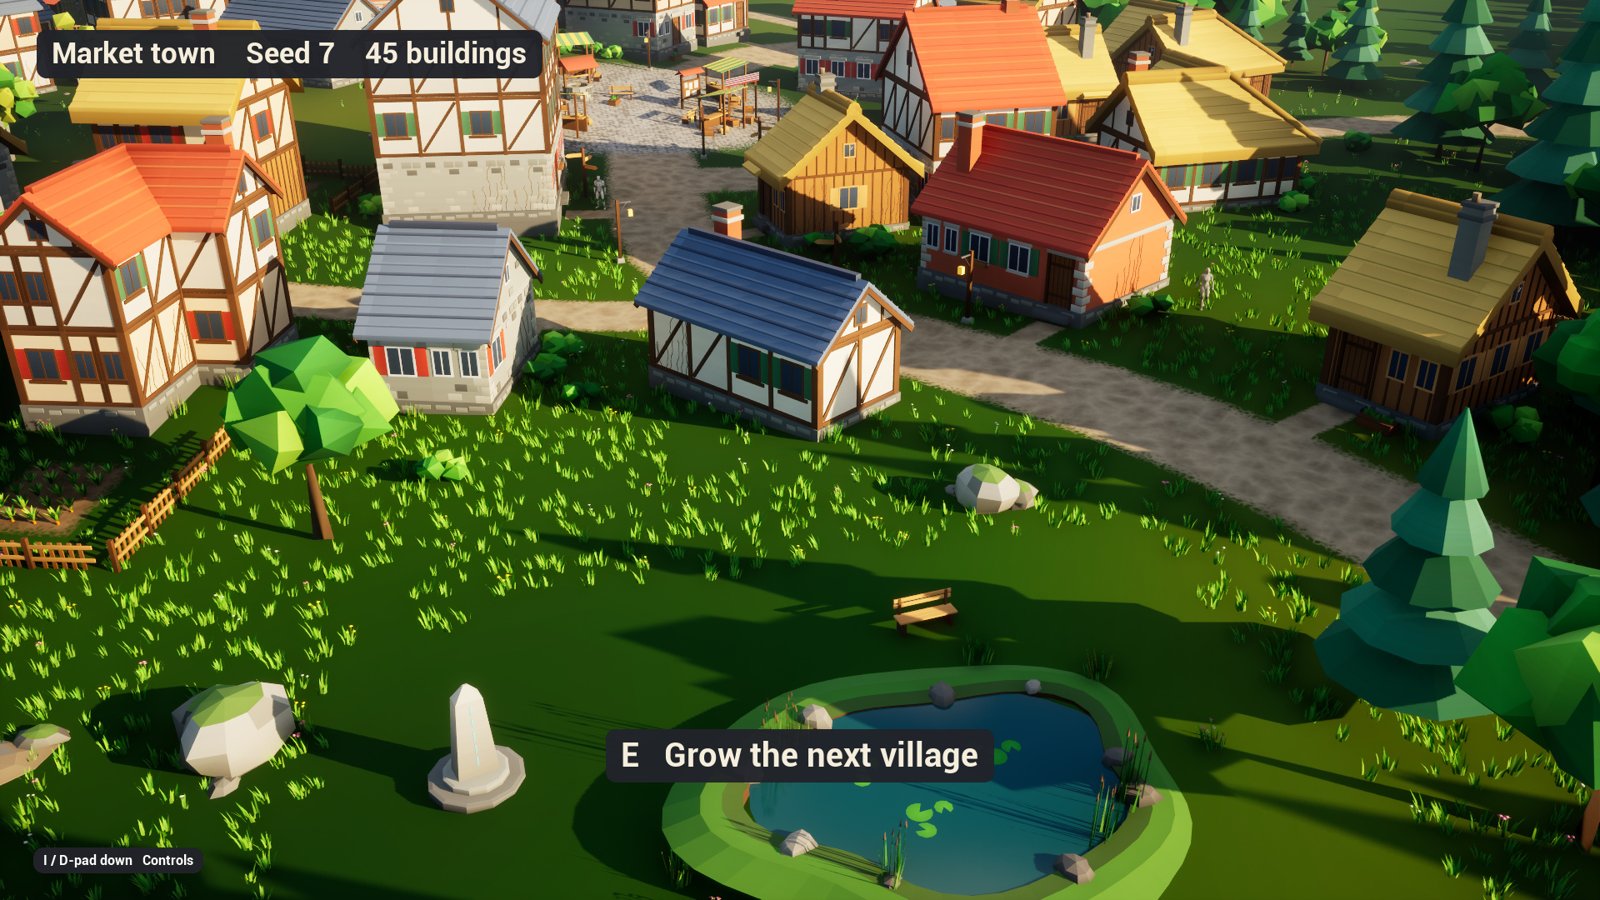 Market town Seed 7 45 buildings
E Grow the next village
I / D-pad down Controls